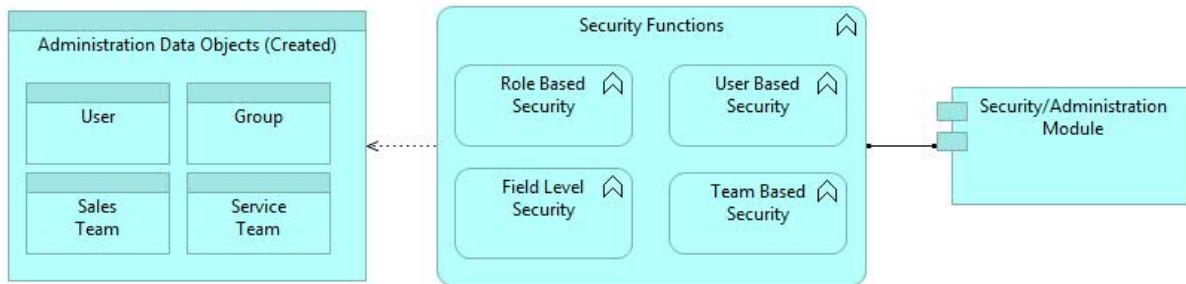 Administration Data Objects (Created)
User
Group
Sales
Team
Service
Team
Security Functions
Role Based
Security
User Based
Security
Field Level
Security
Team Based
Security
Security/Administration
Module